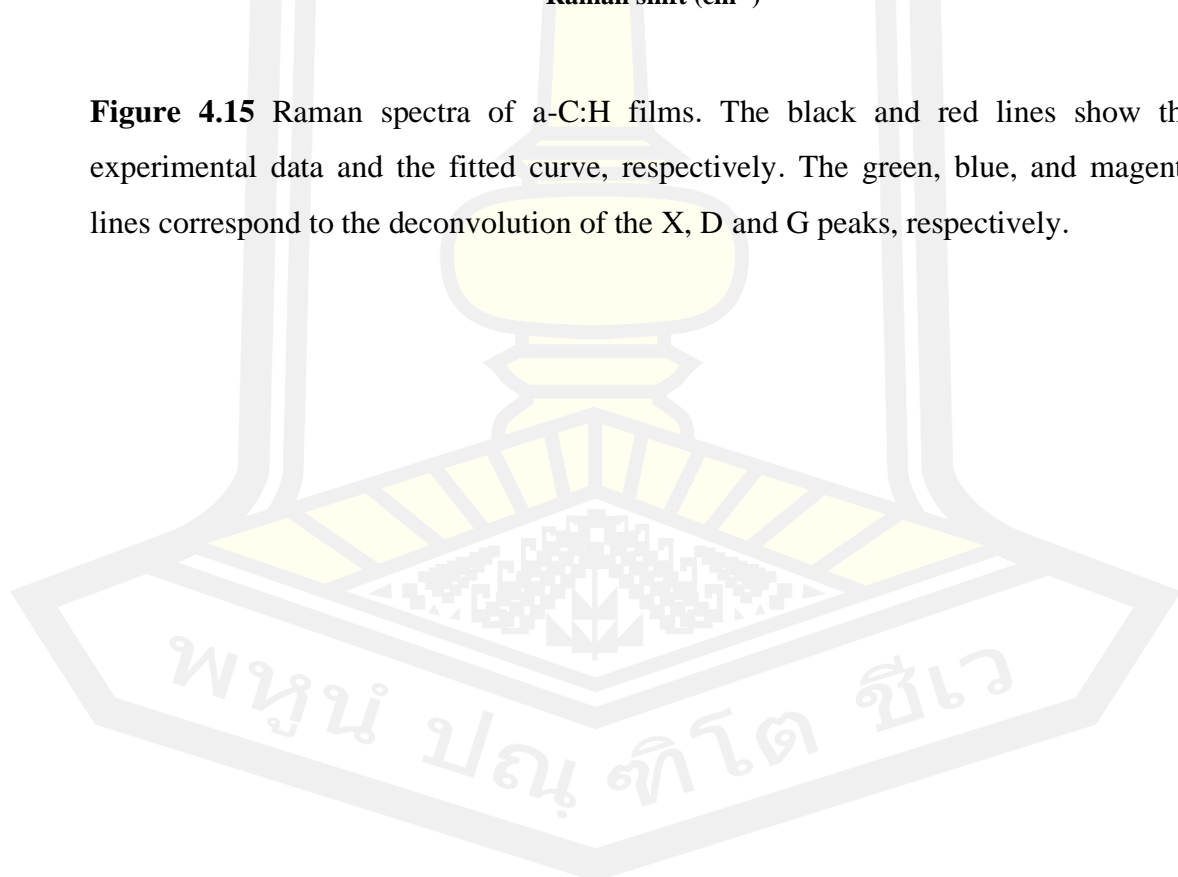 Raman shift (cm⁻¹)
Figure 4.15 Raman spectra of a-C:H films. The black and red lines show th
experimental data and the fitted curve, respectively. The green, blue, and magent
lines correspond to the deconvolution of the X, D and G peaks, respectively.
พหูนํ ปณฺฑิโต ชีเว